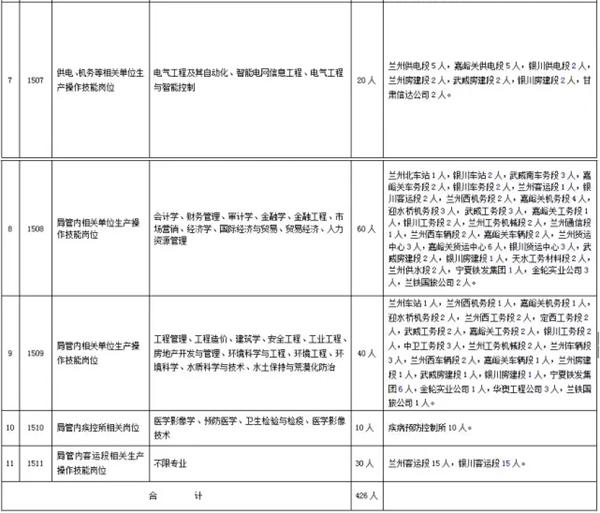 7
1507
供电、机务等相关单位生
产操作技能岗位
电气工程及其自动化、智能电网信息工程、电气工程
与智能控制
20 人
兰州供电段 5 人，嘉峪关供电段 5 人，银川供电段 2 人，
兰州房建段 2 人，武威房建段 2 人，银川房建段 2 人，甘
肃信达公司 2 人。
8
1508
局管内相关单位生产操
作技能岗位
会计学、财务管理、审计学、金融学、金融工程、市
场营销、经济学、国际经济与贸易、贸易经济、人力
资源管理
60 人
兰州北车站 1 人，银川车站 2 人，武威南车务段 3 人，嘉
峪关车务段 2 人，银川车务段 2 人，兰州客运段 1 人，银
川客运段 2 人，兰州西机务段 2 人，嘉峪关机务段 4 人，
迎水桥机务段 3 人，武威工务段 3 人，嘉峪关工务段 1
人，银川工务段 2 人，兰州工务机械段 2 人，兰州通信段
1 人，兰州西车辆段 2 人，嘉峪关车辆段 2 人，兰州货运
中心 3 人，嘉峪关货运中心 6 人，银川货运中心 3 人，武
威房建段 2 人，银川房建段 1 人，天水工务材料段 2 人，
兰州供水段 2 人，宁夏铁发集团 1 人，金轮实业公司 3
人，兰铁国旅公司 2 人。
9
1509
局管内相关单位生产操
作技能岗位
工程管理、工程造价、建筑学、安全工程、工业工程、
房地产开发与管理、环境科学与工程、环境工程、环
境科学、水质科学与技术、水土保持与荒漠化防治
40 人
兰州车站 1 人，兰州西机务段 1 人，嘉峪关机务段 1 人，
迎水桥机务段 2 人，兰州西工务段 2 人，定西工务段 2
人，武威工务段 2 人，嘉峪关工务段 2 人，银川工务段 2
人，中卫工务段 3 人，兰州工务机械段 2 人，兰州车辆段
3 人，兰州西车辆段 2 人，嘉峪关车辆段 1 人，兰州房建
段 1 人，武威房建段 1 人，银川房建段 1 人，宁夏铁发集
团 6 人，金轮实业公司 1 人，华澳工程公司 3 人，兰铁国
旅公司 1 人。
10
1510
局管内疾控所相关岗位
医学影像学、预防医学、卫生检验与检疫、医学影像
技术
10 人
疾病预防控制所 10 人。
11
1511
局管内客运段相关生产
操作技能岗位
不限专业
30 人
兰州客运段 15 人，银川客运段 15 人。
合 计
426 人